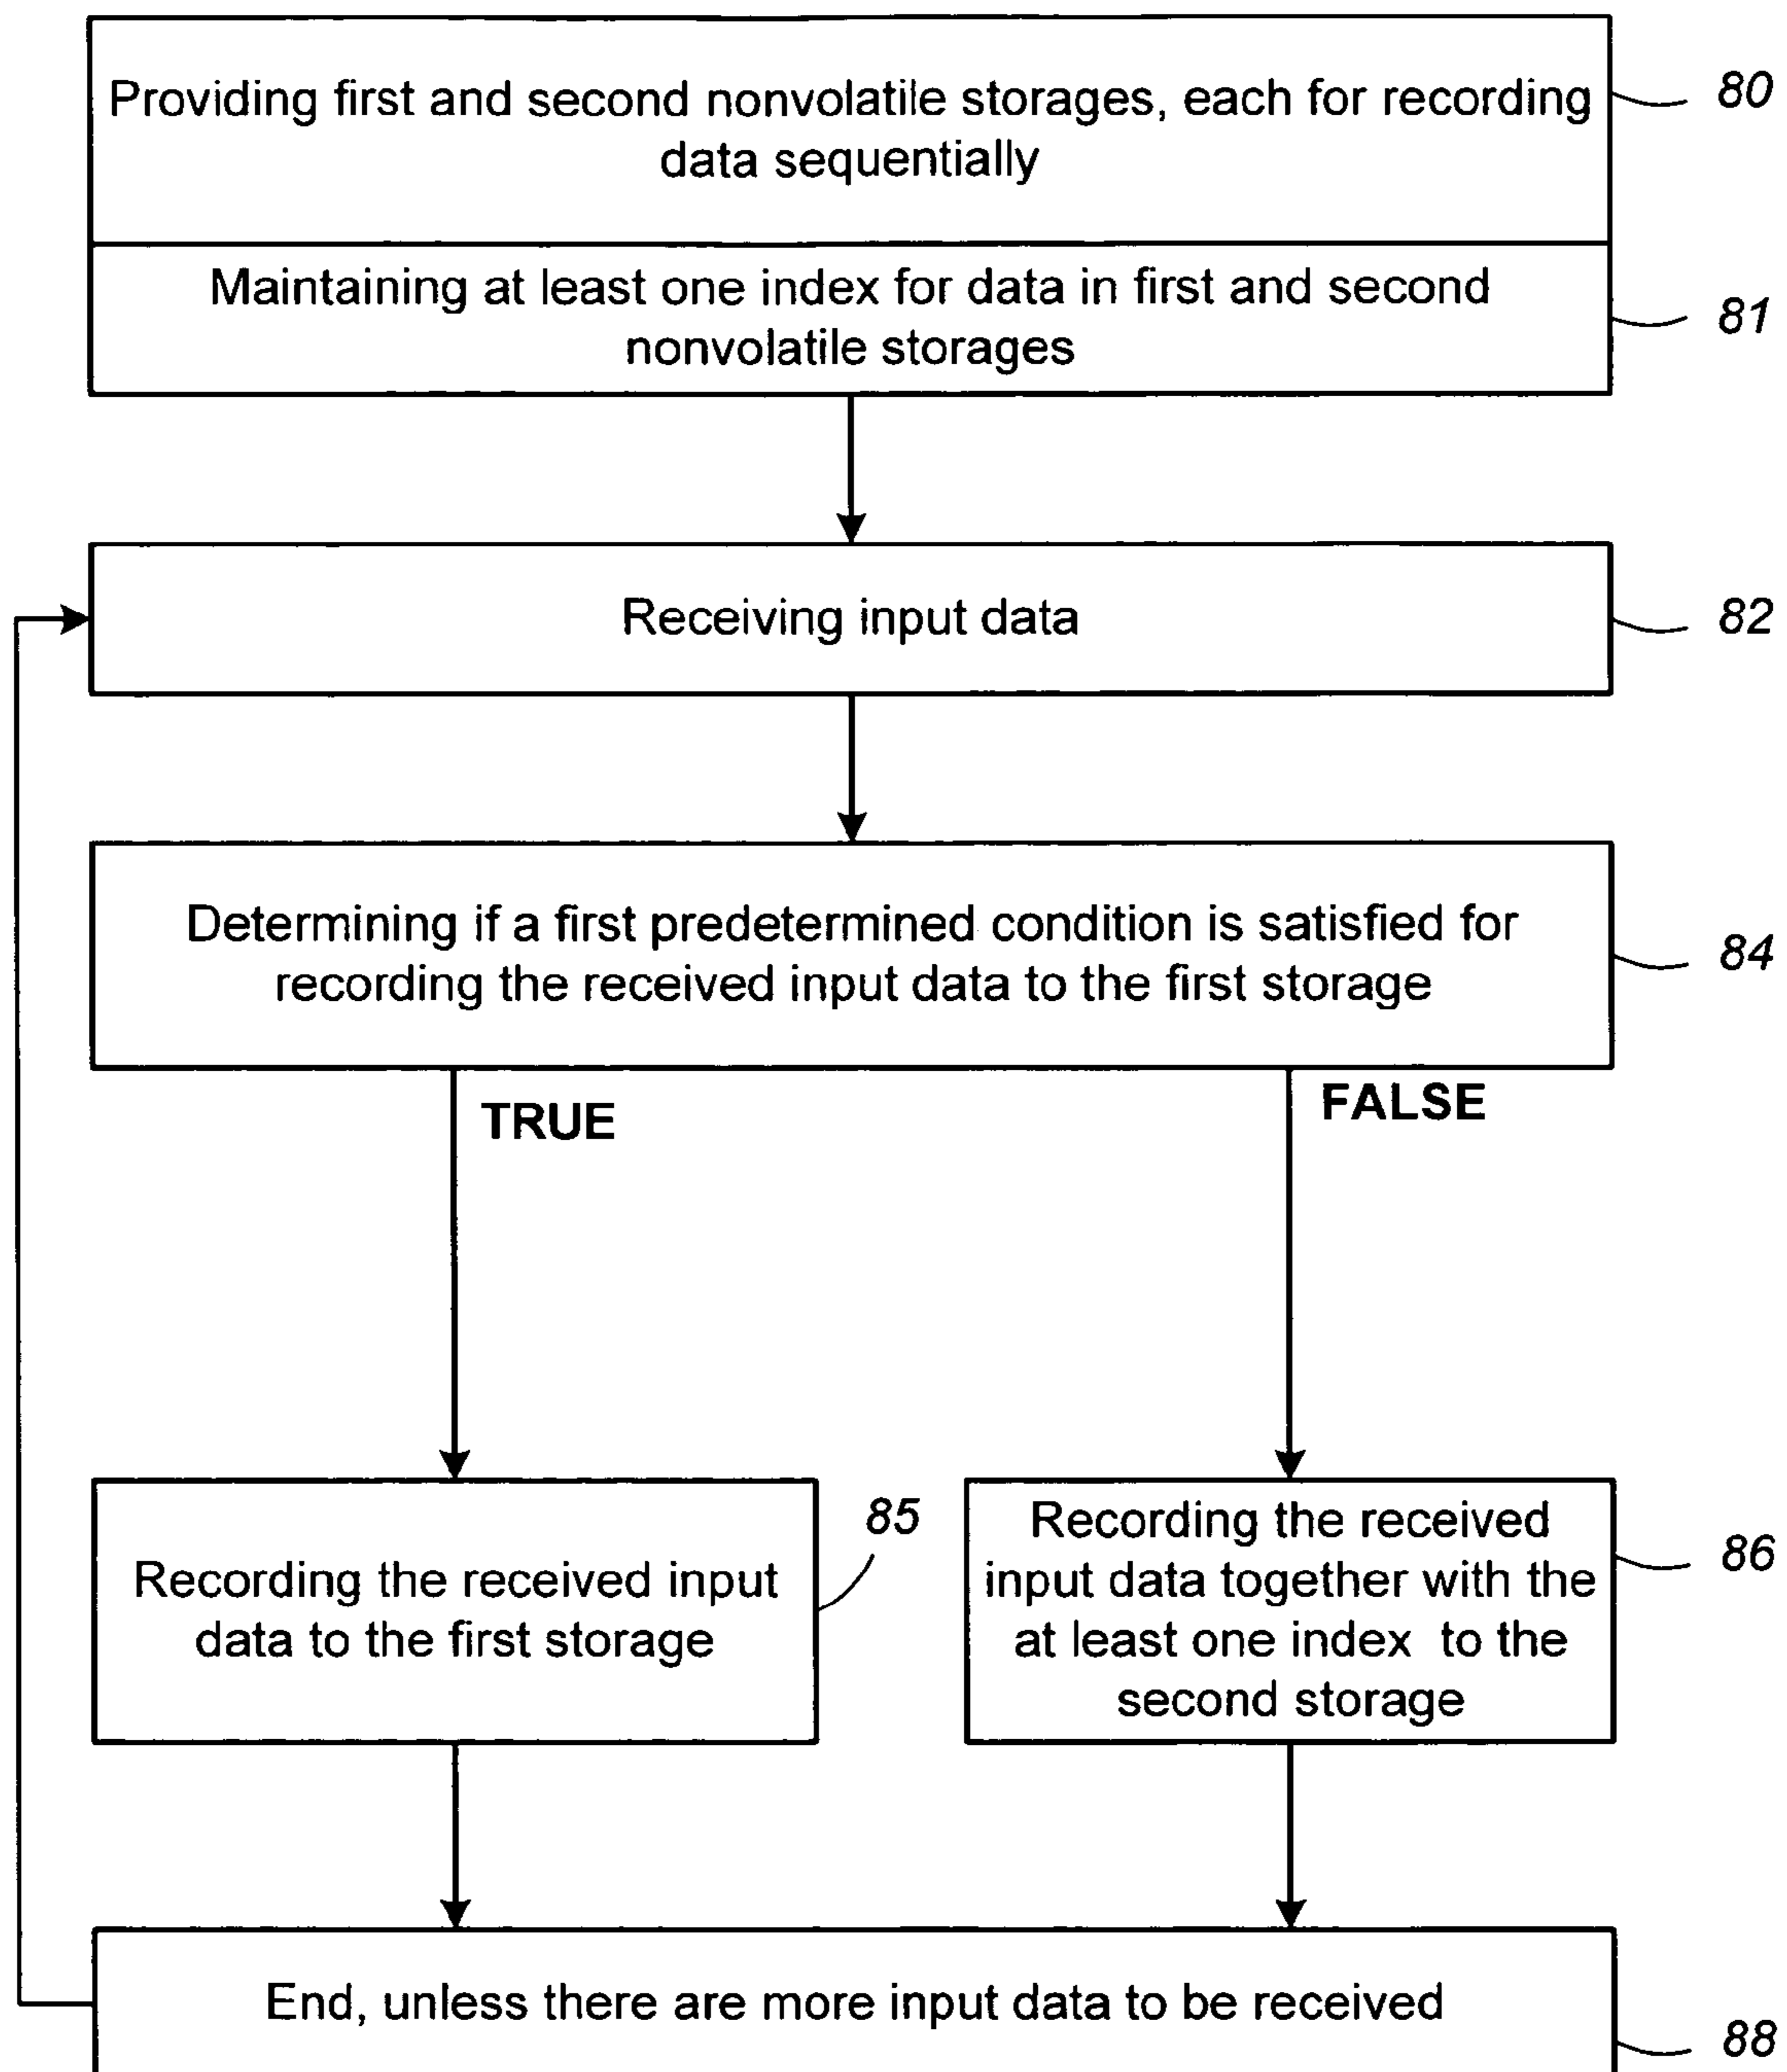 Providing first and second nonvolatile storages, each for recording
data sequentially
80
Maintaining at least one index for data in first and second
nonvolatile storages
81
Receiving input data
82
Determining if a first predetermined condition is satisfied for
recording the received input data to the first storage
84
TRUE
FALSE
Recording the received input
data to the first storage
85
Recording the received
input data together with the
at least one index to the
second storage
86
End, unless there are more input data to be received
88